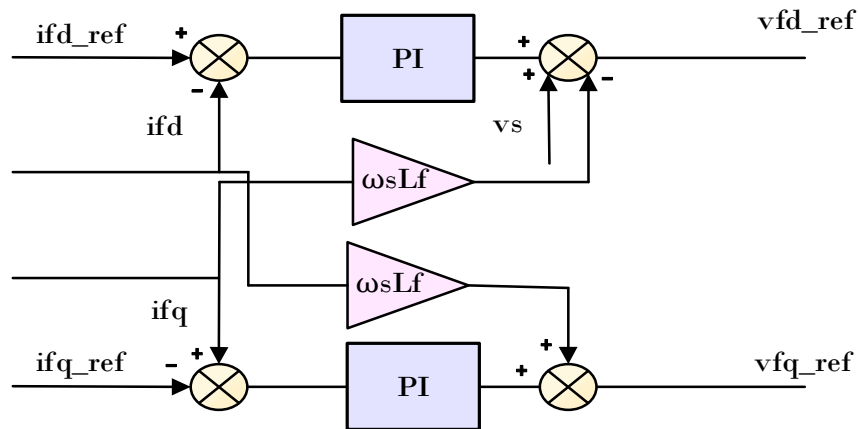 ifd_ref
+
-
PI
+
+
-
vfd_ref
ifd
vs
ωsLf
ωsLf
ifq
ifq_ref
-
+
PI
+
+
vfq_ref